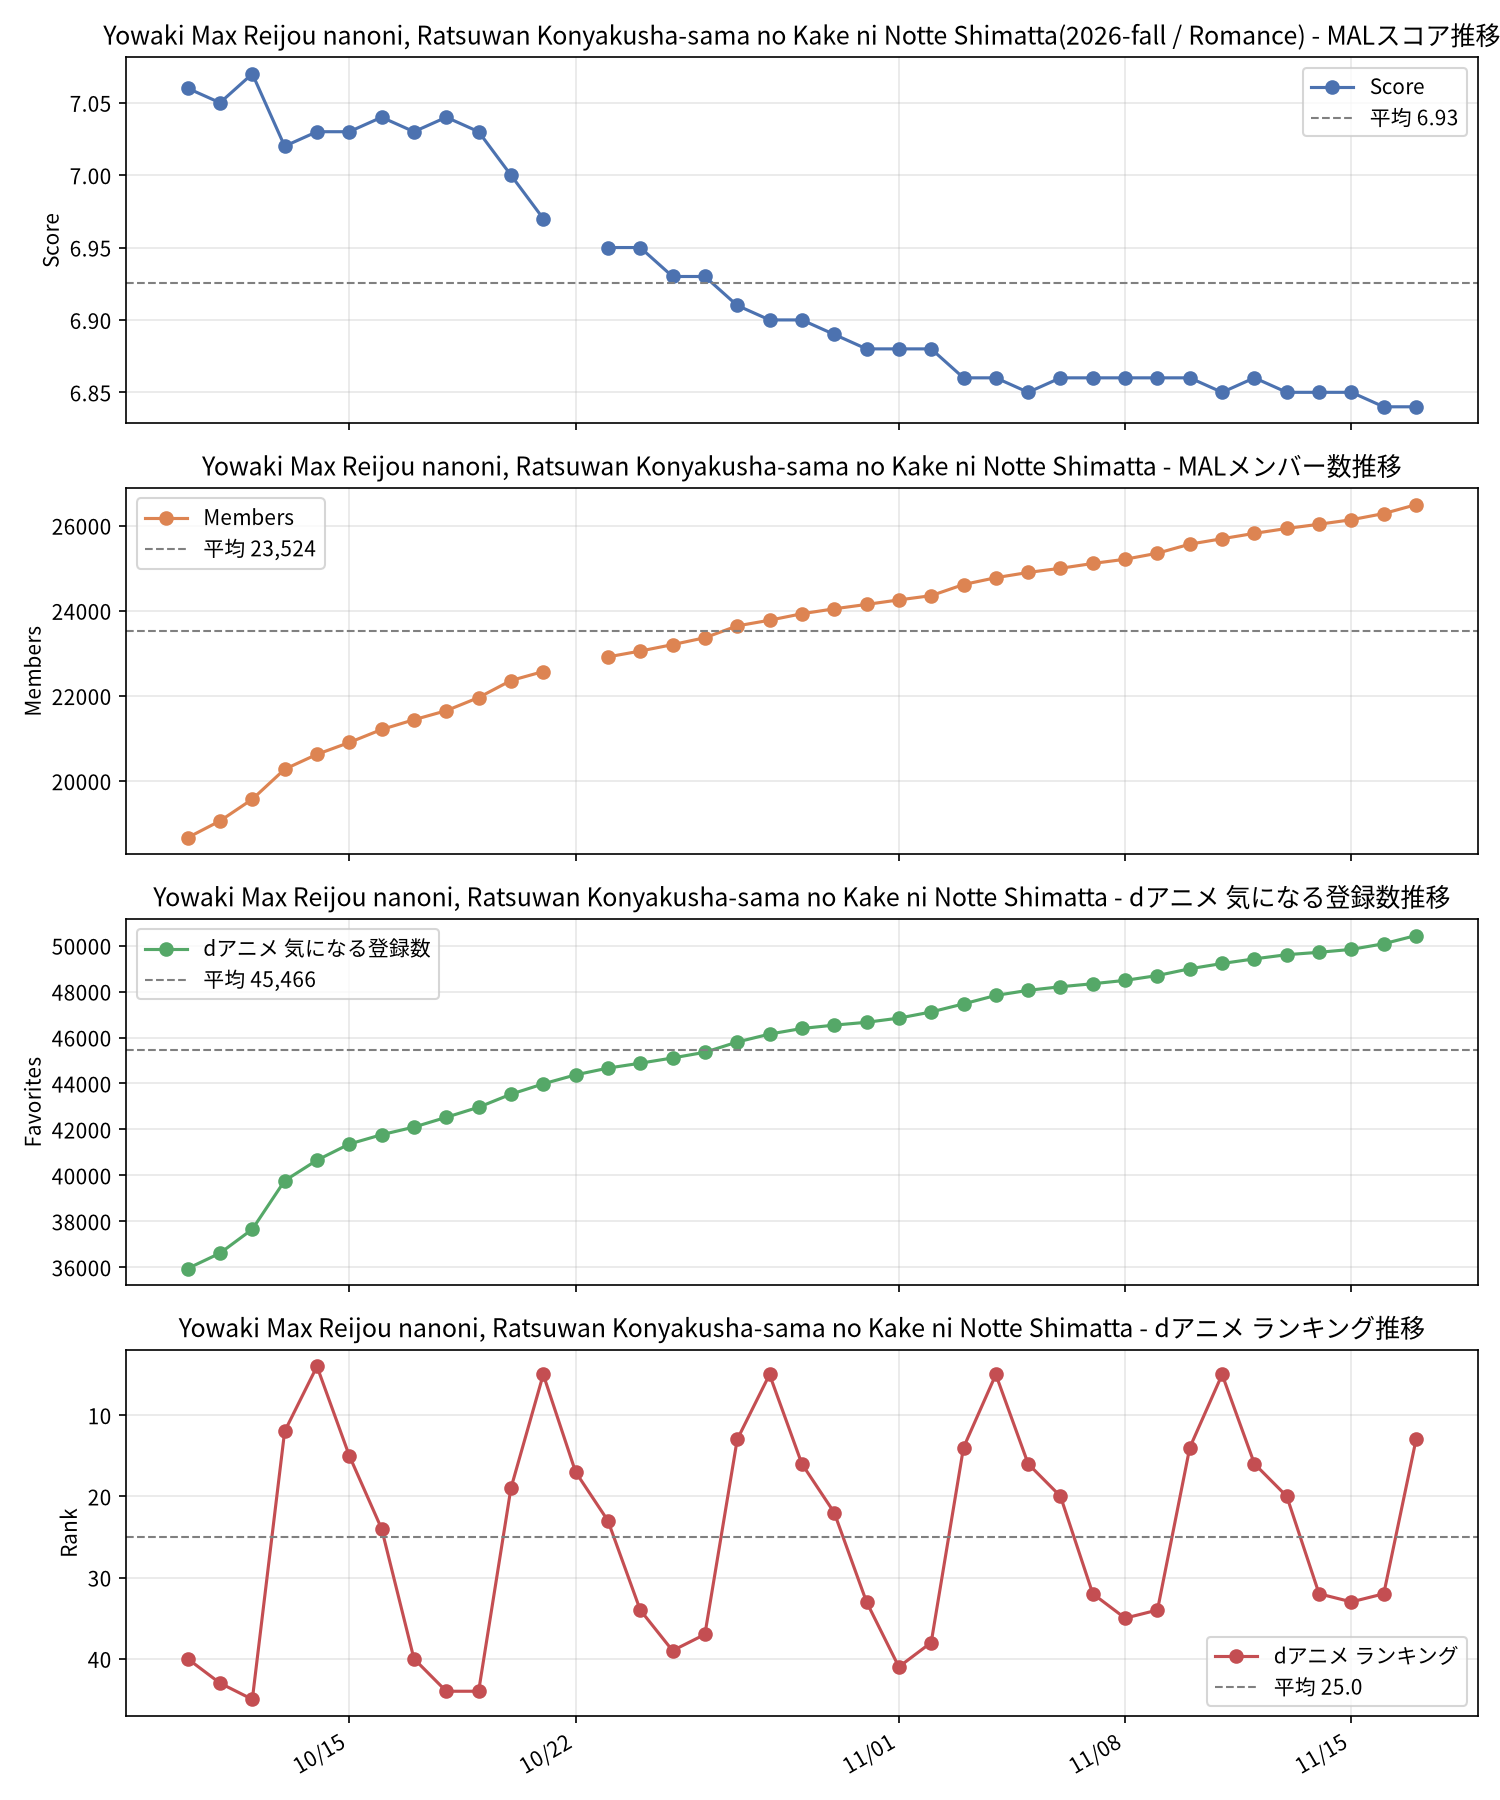 Yowaki Max Reijou nanoni, Ratsuwan Konyakusha-sama no Kake ni Notte Shimatta(2026-fall / Romance) - MALスコア推移
Score
7.05
7.00
6.95
6.90
6.85
Score
平均 6.93
Yowaki Max Reijou nanoni, Ratsuwan Konyakusha-sama no Kake ni Notte Shimatta - MALメンバー数推移
Members
26000
24000
22000
20000
Members
平均 23,524
Yowaki Max Reijou nanoni, Ratsuwan Konyakusha-sama no Kake ni Notte Shimatta - dアニメ 気になる登録数推移
Favorites
50000
48000
46000
44000
42000
40000
38000
36000
dアニメ 気になる登録数
平均 45,466
Yowaki Max Reijou nanoni, Ratsuwan Konyakusha-sama no Kake ni Notte Shimatta - dアニメ ランキング推移
Rank
10
20
30
40
dアニメ ランキング
平均 25.0
10/15
10/22
11/01
11/08
11/15